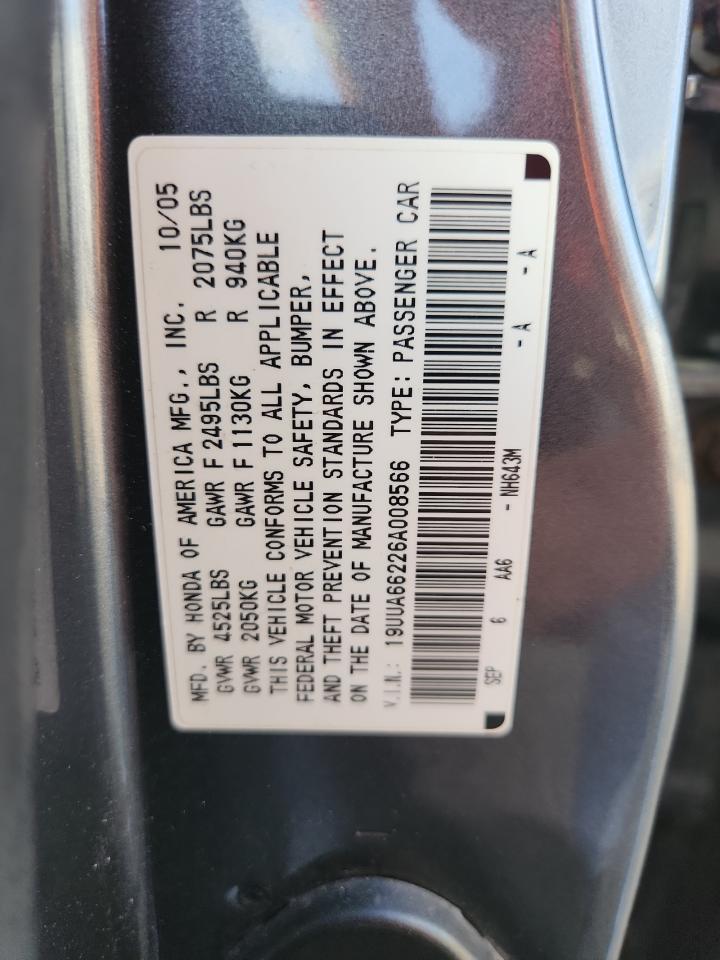 MFD. BY HONDA OF AMERICA MFG., INC. 10/05
GVWR 4525LBS GAWR F 2495LBS R 2075LBS
GVWR 2050KG GAWR F 1130KG R 940KG
THIS VEHICLE CONFORMS TO ALL APPLICABLE
FEDERAL MOTOR VEHICLE SAFETY, BUMPER,
AND THEFT PREVENTION STANDARDS IN EFFECT
ON THE DATE OF MANUFACTURE SHOWN ABOVE.
V.I.N.: 19UUA66226A008566 TYPE: PASSENGER CAR
SEP 6 AA6 - NH643M - A - A